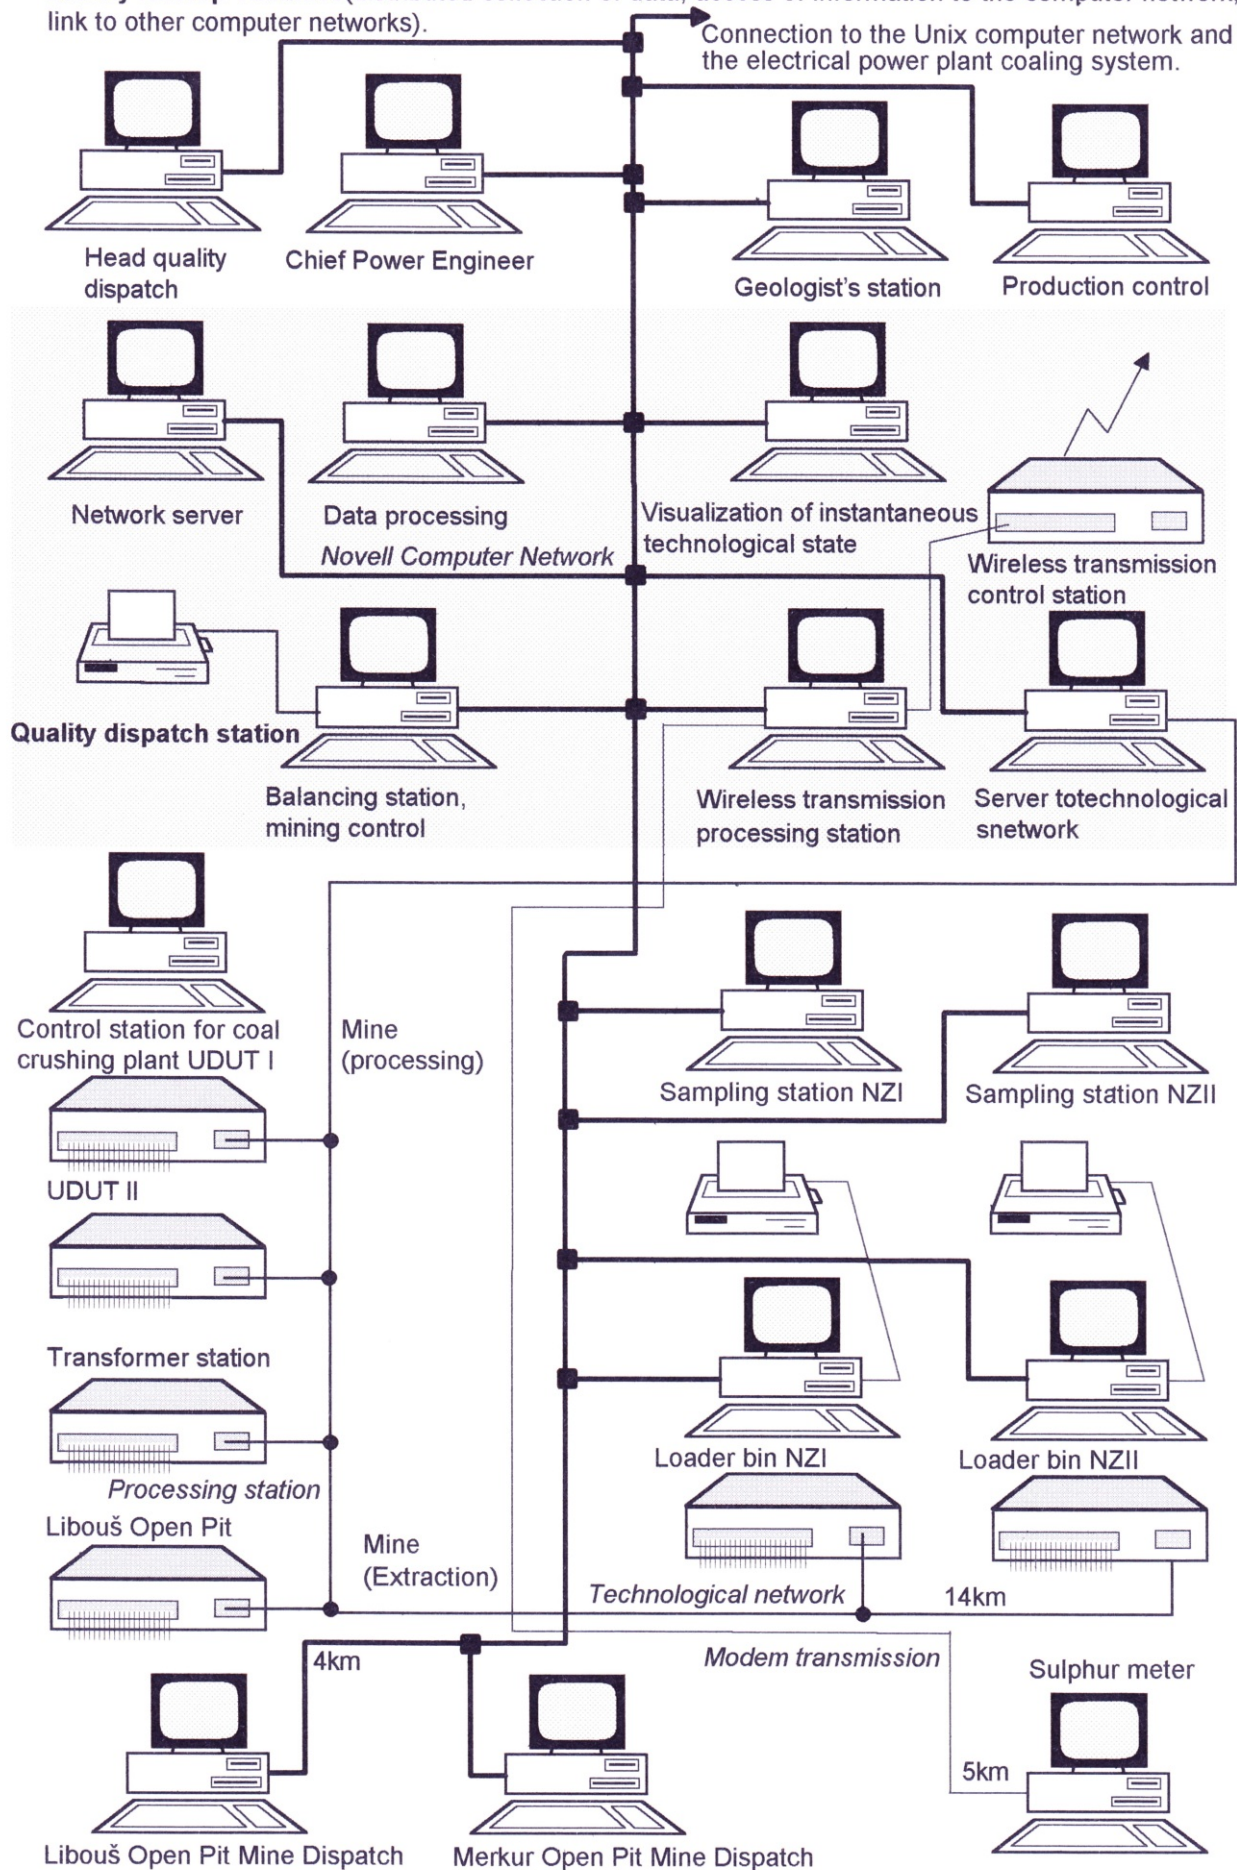 link to other computer networks).
Connection to the Unix computer network and
the electrical power plant coaling system.
Head quality
dispatch
Chief Power Engineer
Geologist's station
Production control
Network server
Data processing
Visualization of instantaneous
technological state
Novell Computer Network
Wireless transmission
control station
Quality dispatch station
Balancing station,
mining control
Wireless transmission
processing station
Server totechnological
snetwork
Control station for coal
crushing plant UDUT I
Mine
(processing)
Sampling station NZI
Sampling station NZII
UDUT II
Transformer station
Loader bin NZI
Loader bin NZII
Processing station
Libouš Open Pit
Mine
(Extraction)
Technological network
14km
4km
Modem transmission
Sulphur meter
5km
Libouš Open Pit Mine Dispatch
Merkur Open Pit Mine Dispatch